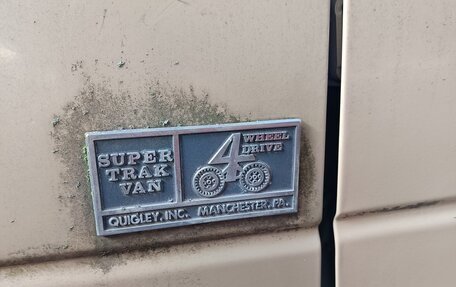 SUPER
TRAK
VAN
4
WHEEL
DRIVE
QUIGLEY, INC. MANCHESTER, PA.